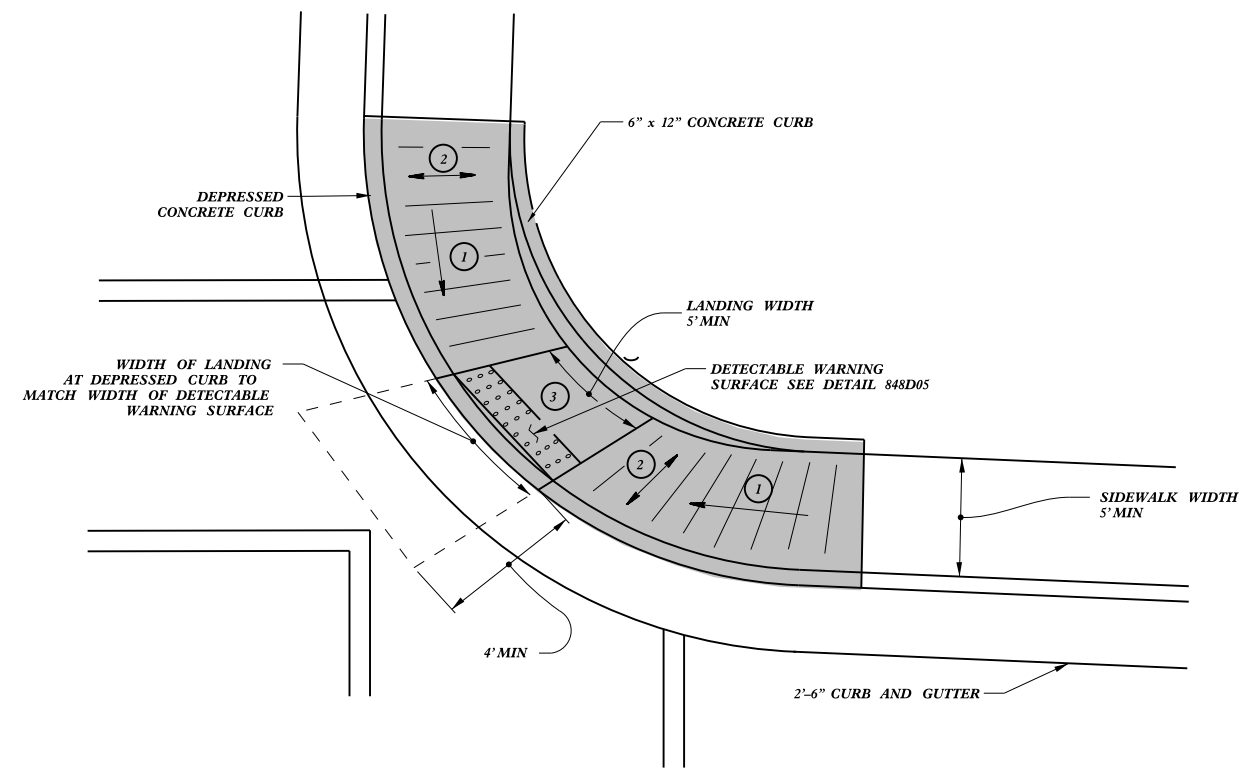 6” x 12” CONCRETE CURB
2
DEPRESSED
CONCRETE CURB
1
LANDING WIDTH
5’ MIN
WIDTH OF LANDING
AT DEPRESSED CURB TO
MATCH WIDTH OF DETECTABLE
WARNING SURFACE
DETECTABLE WARNING
SURFACE SEE DETAIL 848D05
3
2
1
SIDEWALK WIDTH
5’ MIN
4’ MIN
2’–6” CURB AND GUTTER